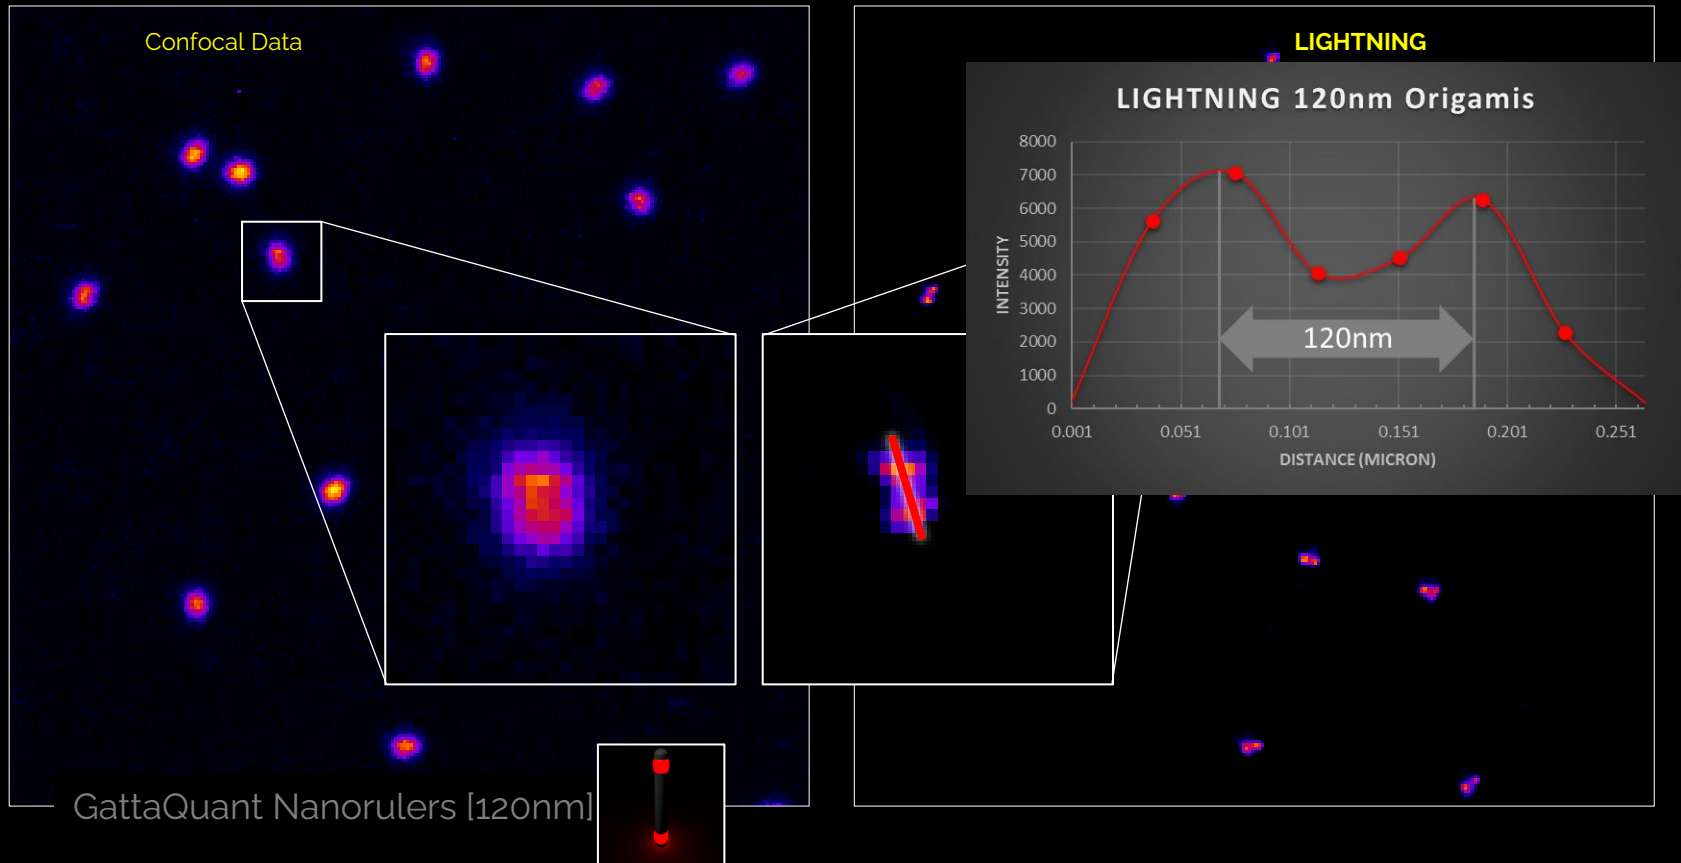 Confocal Data
LIGHTNING
LIGHTNING 120nm Origamis
8000
7000
6000
5000
4000
3000
2000
1000
0
INTENSITY
120nm
0.001 0.051 0.101 0.151 0.201 0.251
DISTANCE (MICRON)
GattaQuant Nanorulers [120nm]